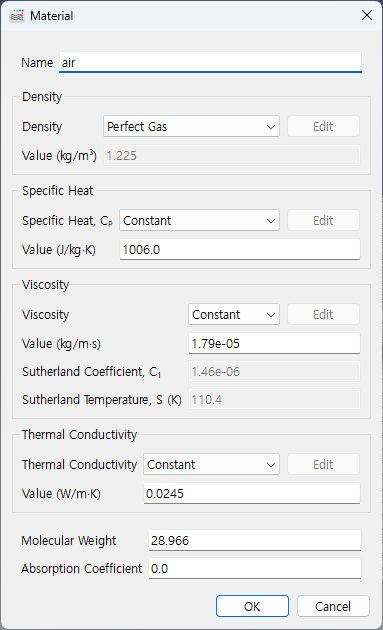 Material
Name air
Density
Density Perfect Gas Edit
Value (kg/m³) 1.225
Specific Heat
Specific Heat, Cₚ Constant Edit
Value (J/kg·K) 1006.0
Viscosity
Viscosity Constant Edit
Value (kg/m·s) 1.79e-05
Sutherland Coefficient, C₁ 1.46e-06
Sutherland Temperature, S (K) 110.4
Thermal Conductivity
Thermal Conductivity Constant Edit
Value (W/m·K) 0.0245
Molecular Weight 28.966
Absorption Coefficient 0.0
OK Cancel